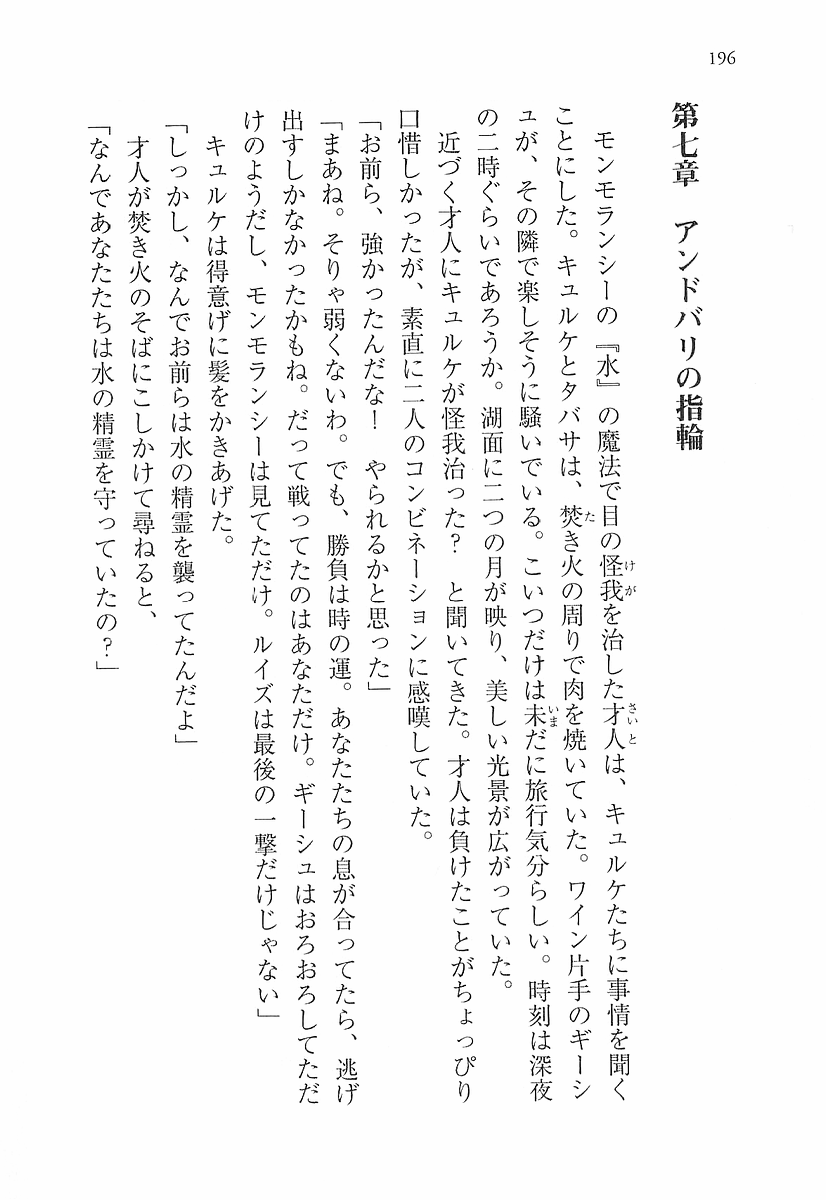 196
第七章　アンドバリの指輪
モンモランシーの『水』の魔法で目の怪我を治した才人は、キュルケたちに事情を聞く
ことにした。キュルケとタバサは、焚き火の周りで肉を焼いていた。ワイン片手のギーシ
ュが、その隣で楽しそうに騒いでいる。こいつだけは未だに旅行気分らしい。時刻は深夜
の二時ぐらいであろうか。湖面に二つの月が映り、美しい光景が広がっていた。
近づく才人にキュルケが怪我治った？　と聞いてきた。才人は負けたことがちょっぴり
口惜しかったが、素直に二人のコンビネーションに感嘆していた。
「お前ら、強かったんだな！　やられるかと思った」
「まあね。そりゃ弱くないわ。でも、勝負は時の運。あなたたちの息が合ってたら、逃げ
出すしかなかったかもね。だって戦ってたのはあなただけ。ギーシュはおろおろしてただ
けのようだし、モンモランシーは見てただけ。ルイズは最後の一撃だけじゃない」
キュルケは得意げに髪をかきあげた。
「しっかし、なんでお前らは水の精霊を襲ってたんだよ」
才人が焚き火のそばにこしかけて尋ねると、
「なんであなたたちは水の精霊を守っていたの？」